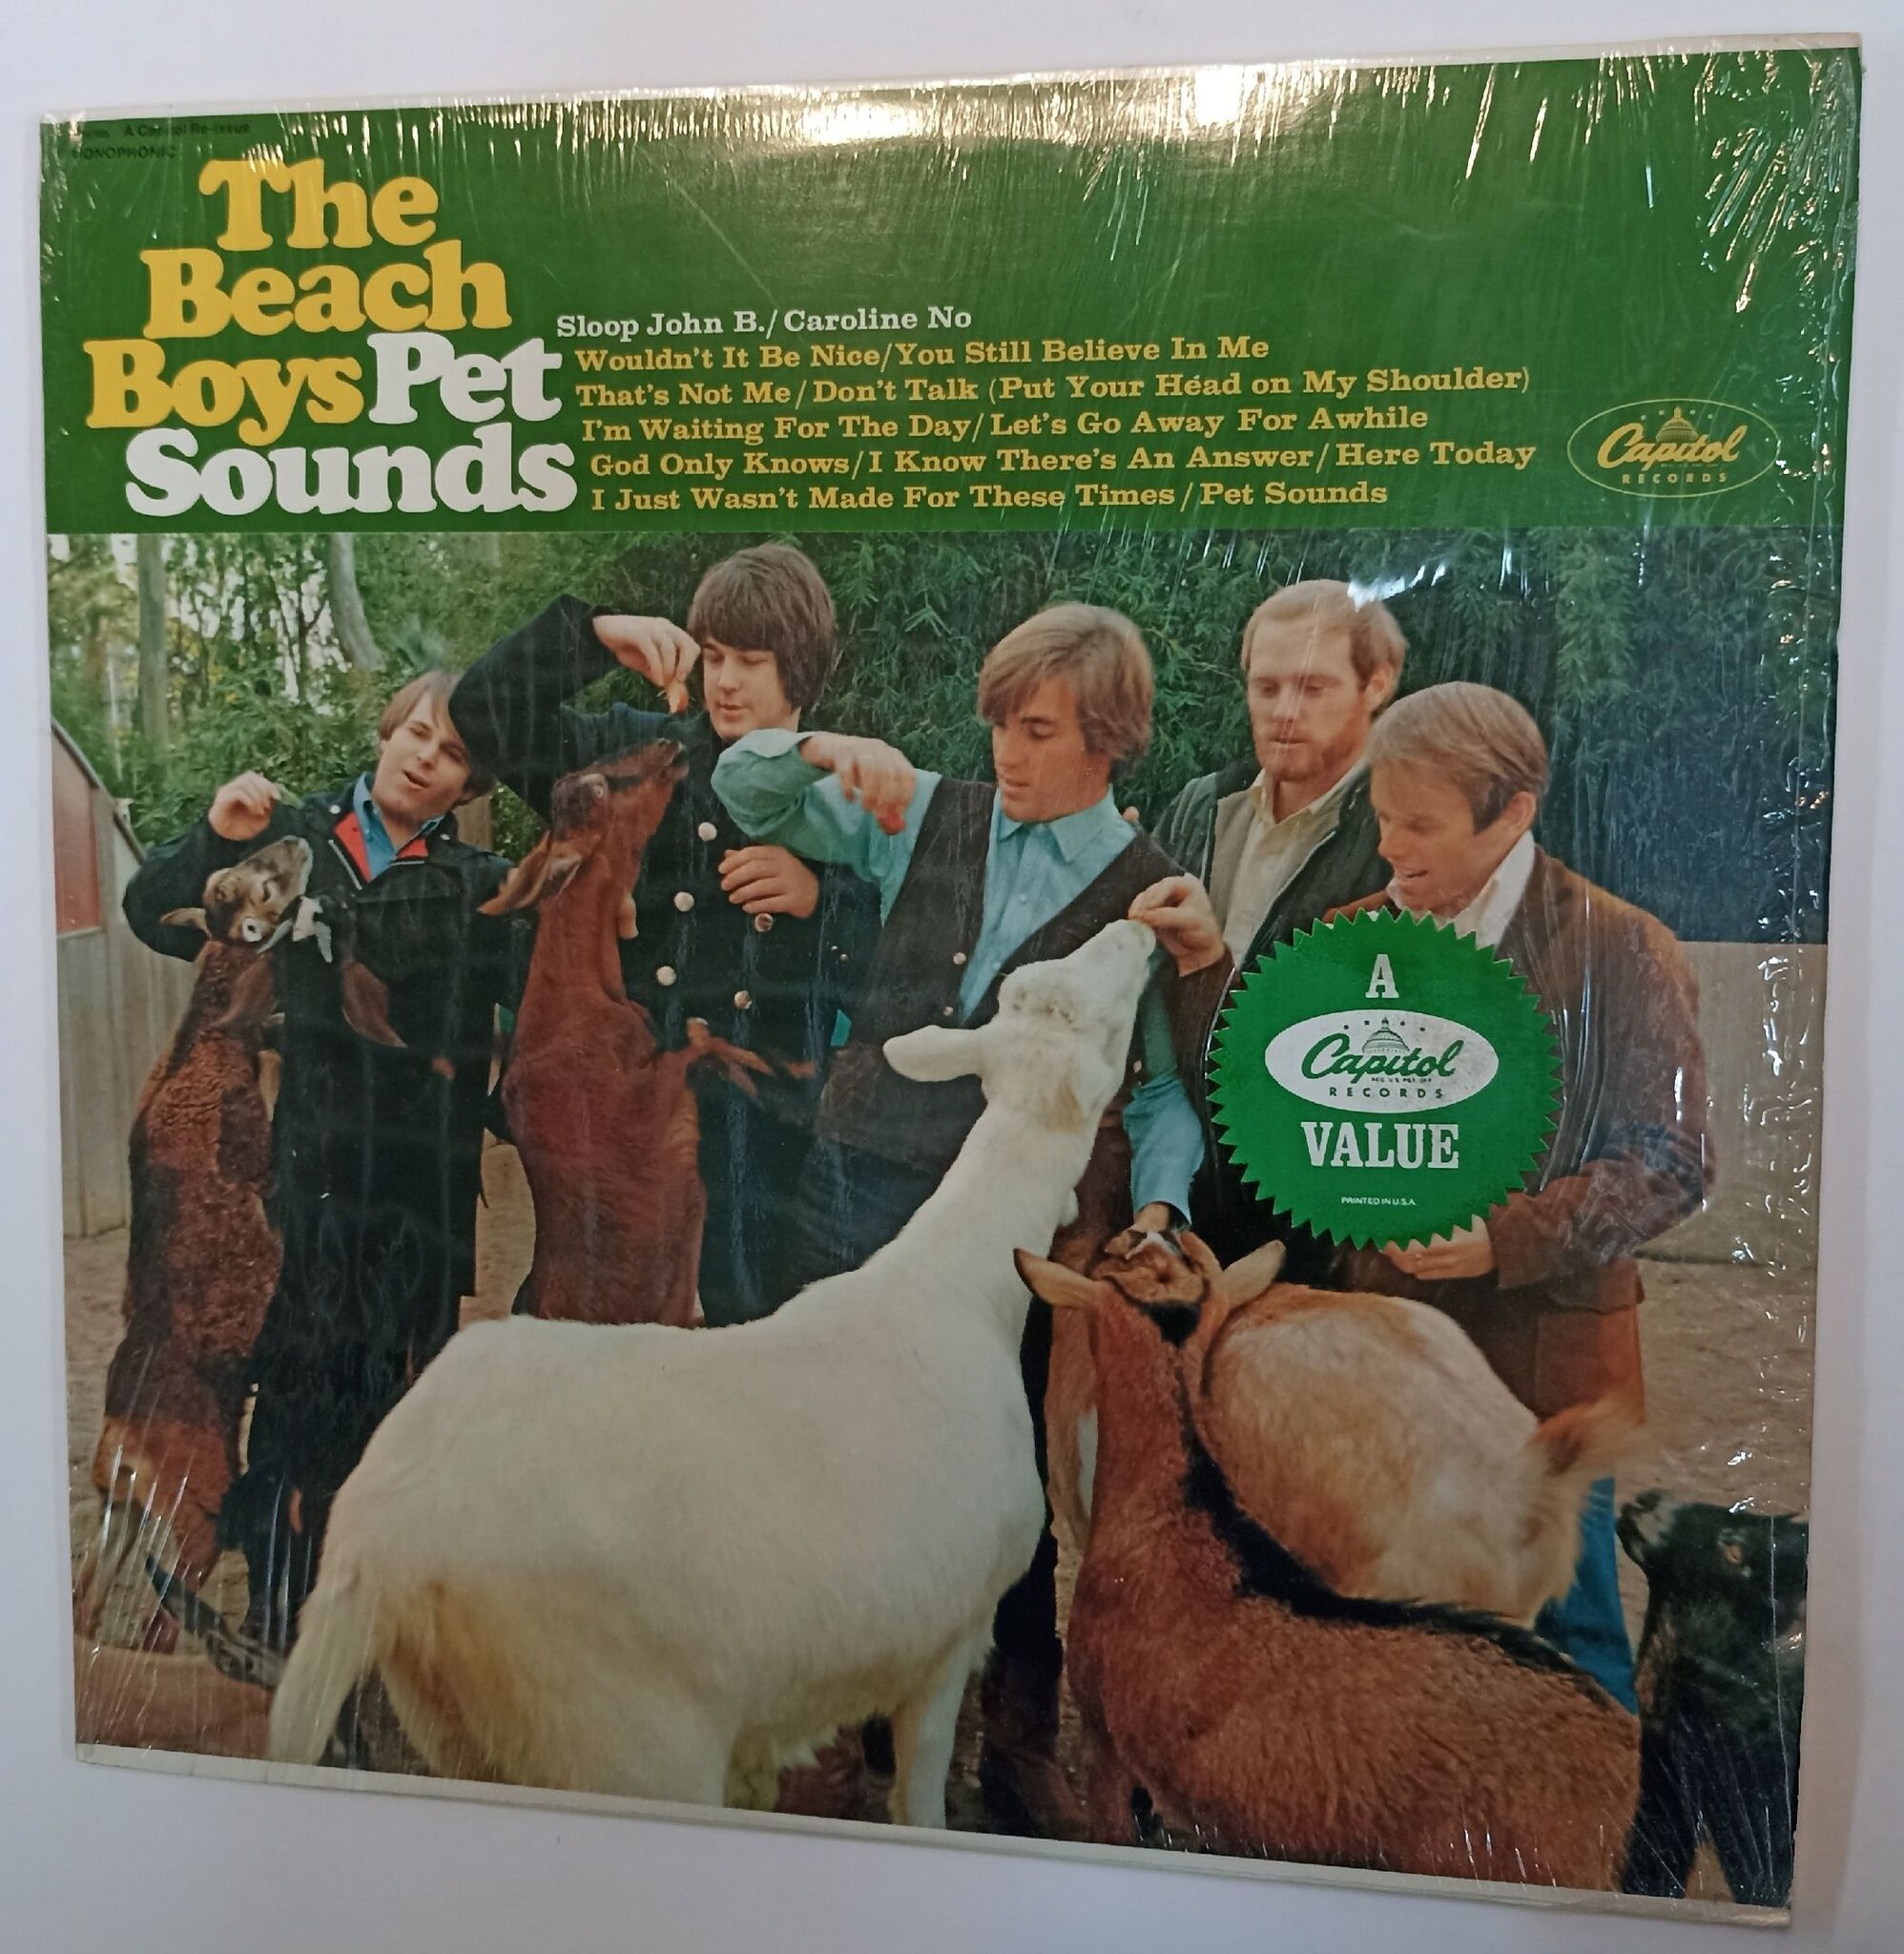 A Capitol Re-Issue
MONOPHONIC
The
Beach
Boys Pet
Sounds
Sloop John B./Caroline No
Wouldn't It Be Nice/You Still Believe In Me
That's Not Me/Don't Talk (Put Your Head on My Shoulder)
I'm Waiting For The Day/Let's Go Away For Awhile
God Only Knows/I Know There's An Answer/Here Today
I Just Wasn't Made For These Times/Pet Sounds
Capitol
RECORDS
A
Capitol
RECORDS
VALUE
PRINTED IN U.S.A.